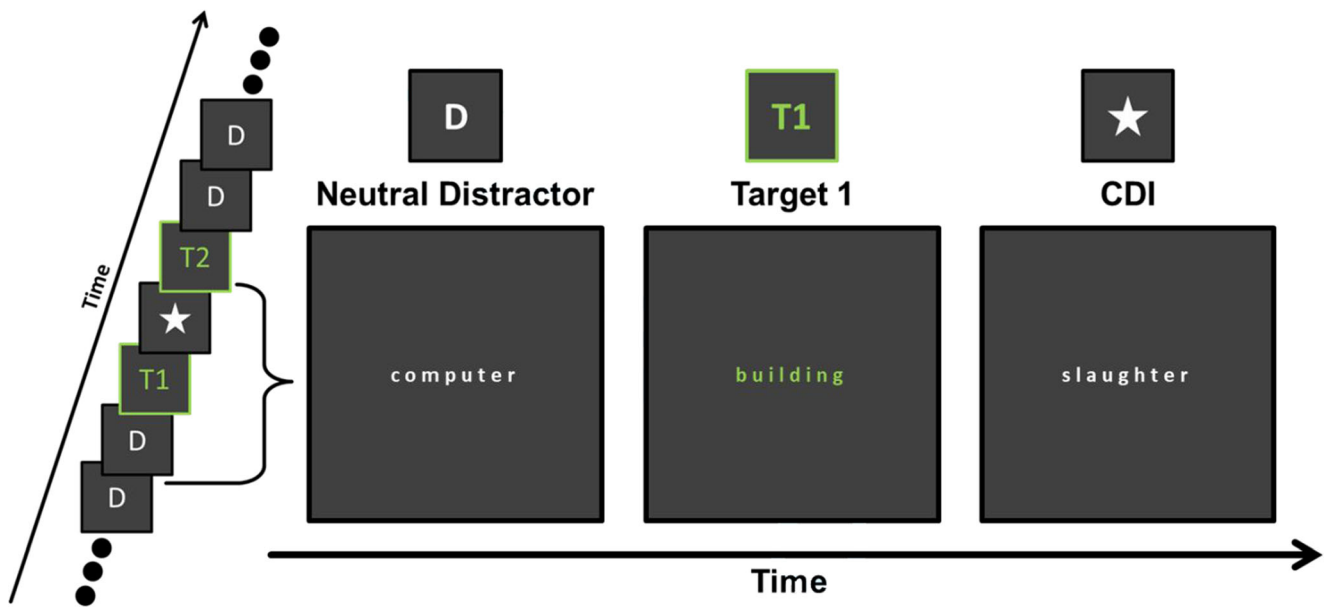 Time
D
D
T2
T1
D
D
D
T1
Neutral Distractor
Target 1
CDI
computer
building
slaughter
Time